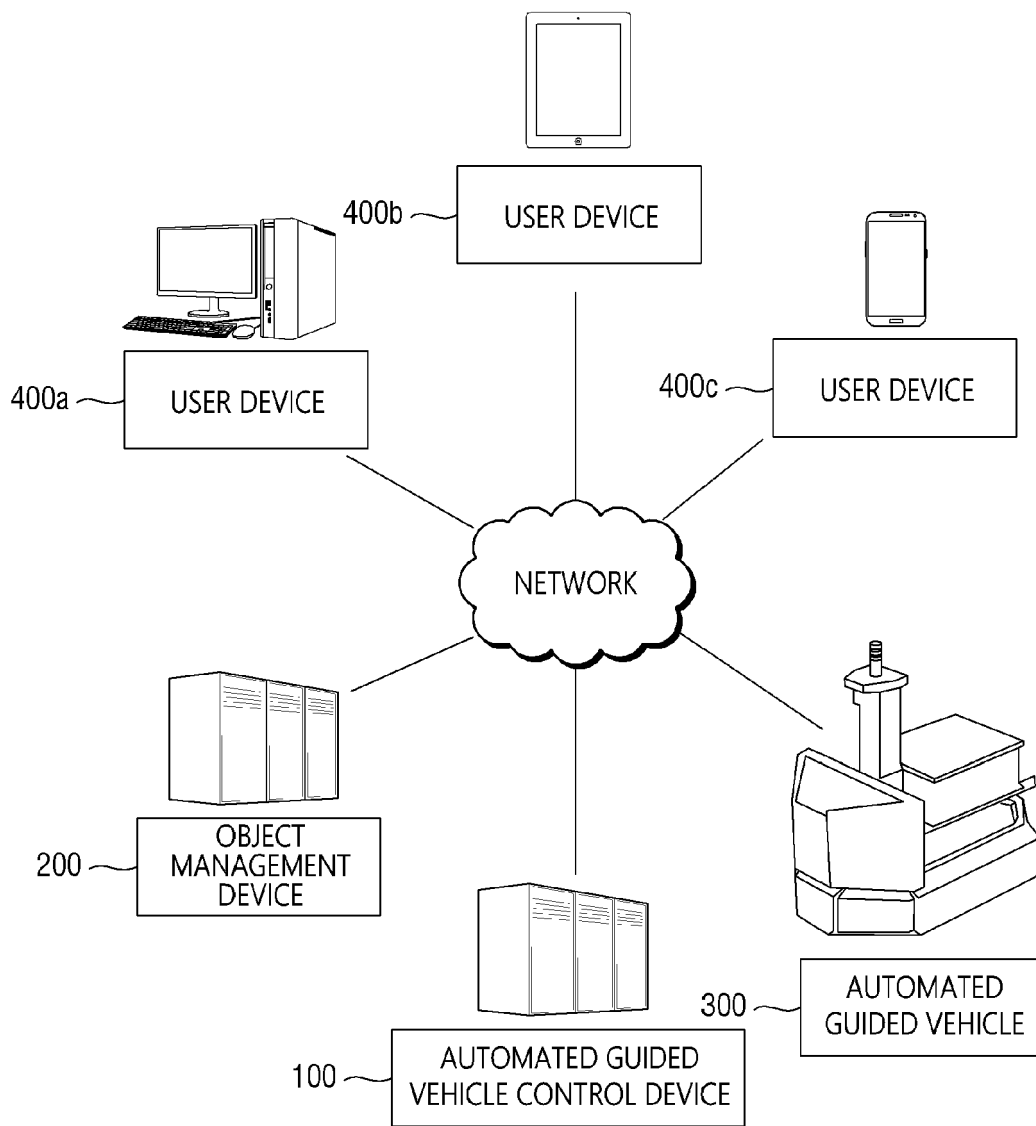 400b
USER DEVICE
400a
USER DEVICE
400c
USER DEVICE
NETWORK
200
OBJECT
MANAGEMENT
DEVICE
300
AUTOMATED
GUIDED VEHICLE
100
AUTOMATED GUIDED
VEHICLE CONTROL DEVICE